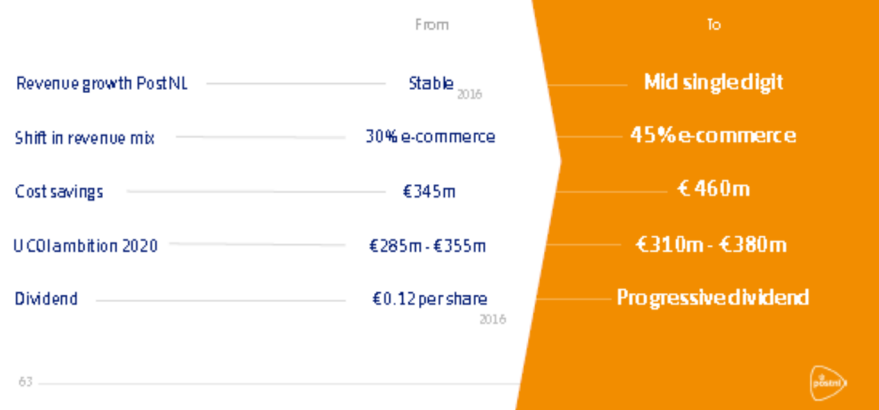 From To
Revenue growth PostNL Stable 2016 Mid single digit
Shift in revenue mix 30% e-commerce 45% e-commerce
Cost savings €345m € 460m
UCOI ambition 2020 €285m - €355m €310m - €380m
Dividend €0.12 per share 2016 Progressive dividend
63 postnl